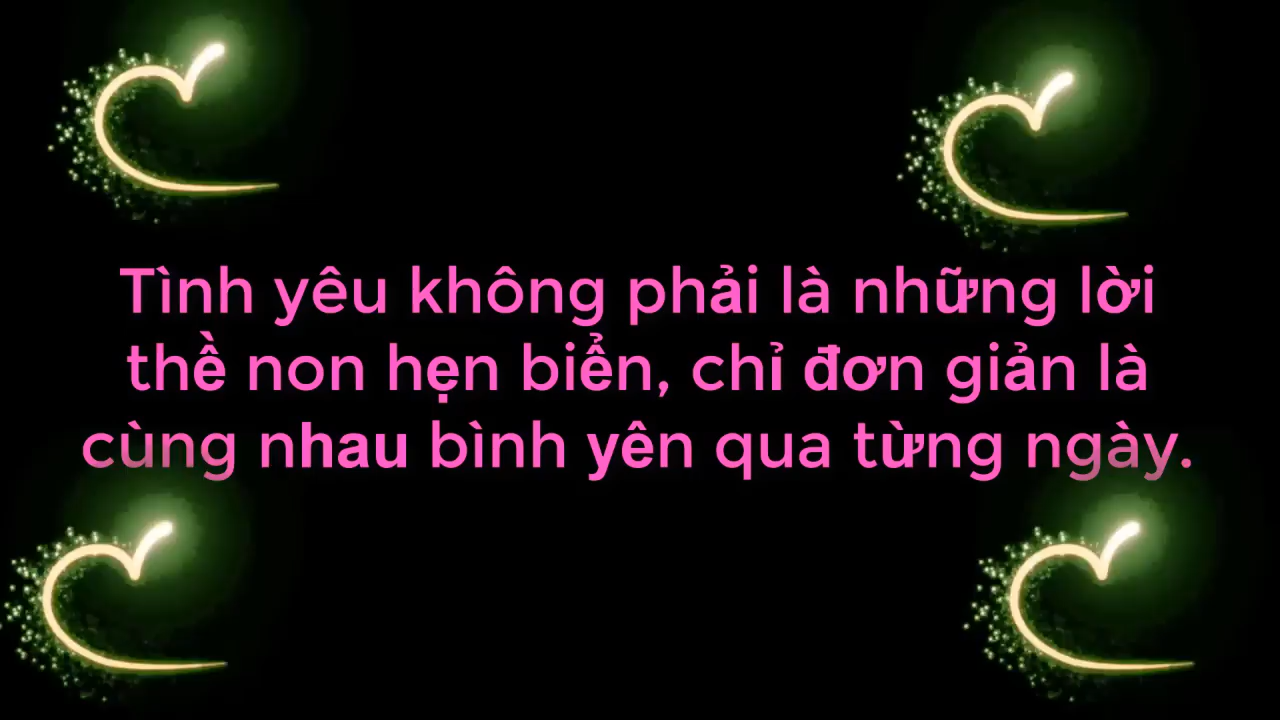 Tình yêu không phải là những lời
thề non hẹn biển, chỉ đơn giản là
cùng nhau bình yên qua từng ngày.